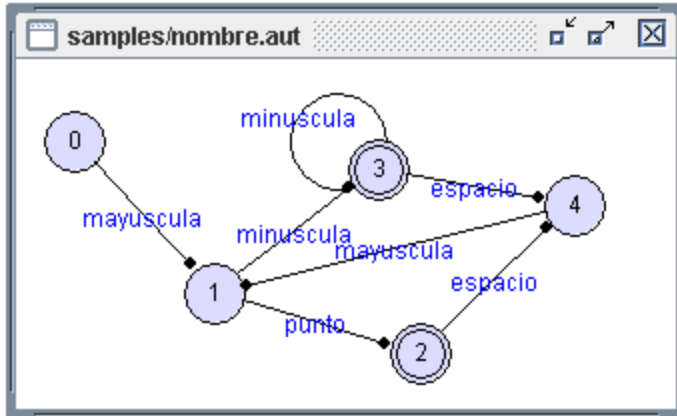 samples/nombre.aut
minuscula
0
3
espacio
4
mayuscula
minuscula
mayuscula
espacio
1
punto
2